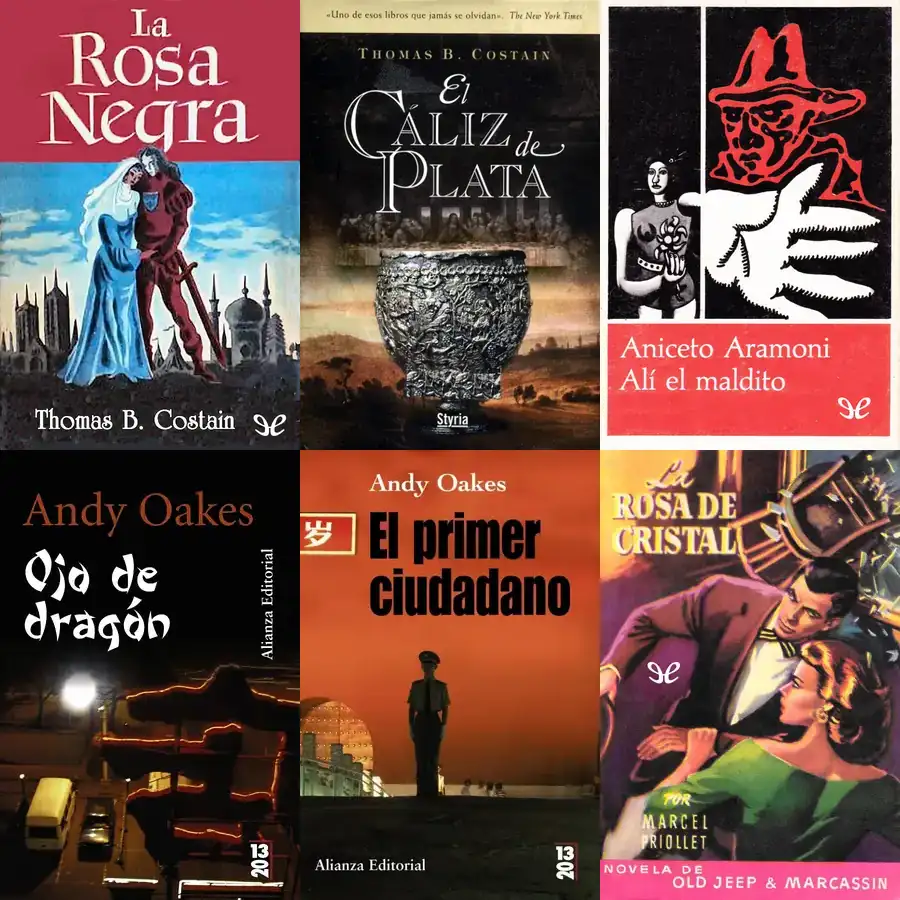 La
Rosa
Negra
Thomas B. Costain
«Uno de esos libros que jamás se olvidan». The New York Times
THOMAS B. COSTAIN
El
CÁLIZ de
PLATA
Styria
Aniceto Aramoni
Alí el maldito
Andy Oakes
Ojo de
dragón
Alianza Editorial
13
20
Andy Oakes
El primer
ciudadano
Alianza Editorial
13
20
La
ROSA DE
CRISTAL
POR
MARCEL
PRIOLLET
NOVELA DE
OLD JEEP & MARCASSIN